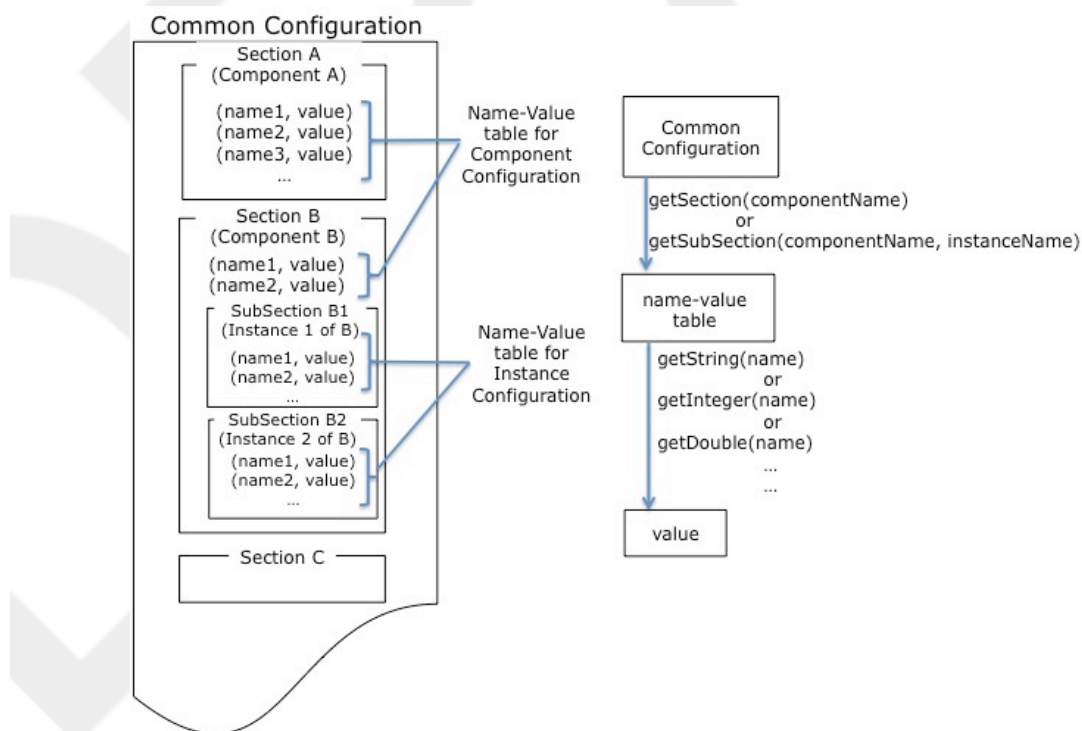 Common Configuration
Section A
(Component A)
(name1, value)
(name2, value)
(name3, value)
...
Section B
(Component B)
(name1, value)
(name2, value)
SubSection B1
(Instance 1 of B)
(name1, value)
(name2, value)
...
SubSection B2
(Instance 2 of B)
(name1, value)
(name2, value)
...
Section C
Name-Value
table for
Component
Configuration
Name-Value
table for
Instance
Configuration
Common
Configuration
getSection(componentName)
or
getSubSection(componentName, instanceName)
name-value
table
getString(name)
or
getInteger(name)
or
getDouble(name)
...
...
value